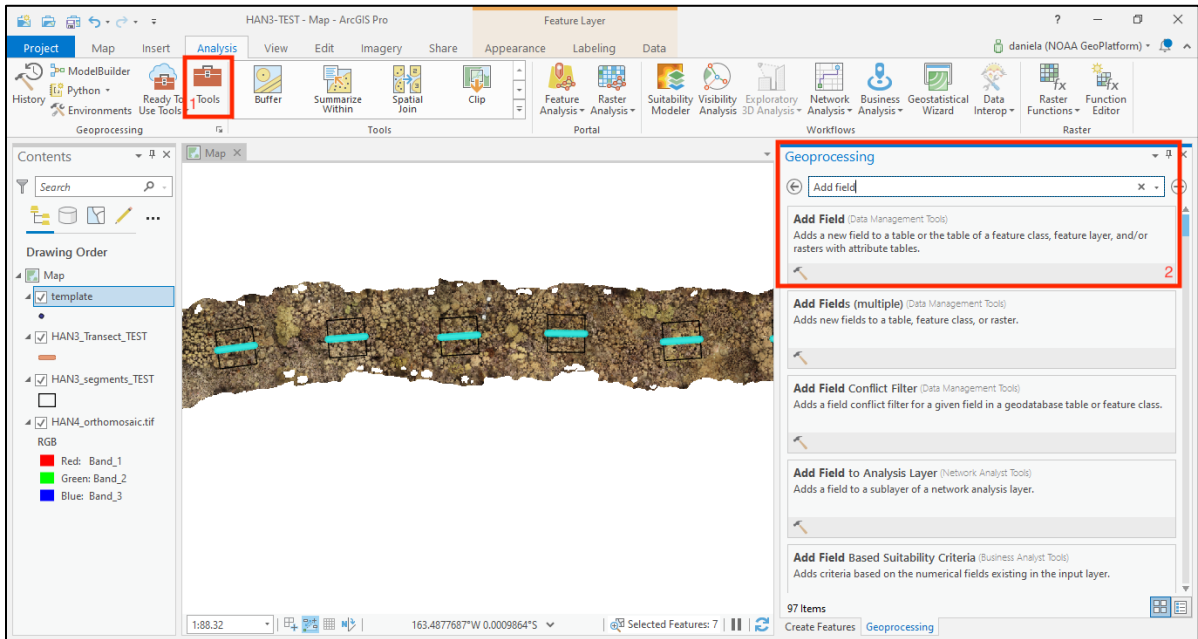 HAN3-TEST - Map - ArcGIS Pro
Feature Layer
?
Project Map Insert Analysis View Edit Imagery Share Appearance Labeling Data
daniela (NOAA GeoPlatform)
History
ModelBuilder
Python
Environments
Ready To Use Tools
1
Tools
Buffer
Summarize Within
Spatial Join
Clip
Feature Analysis
Raster Analysis
Suitability Modeler
Visibility Analysis
Exploratory 3D Analysis
Network Analysis
Business Analysis
Geostatistical Wizard
Data Interop
Raster Functions
Function Editor
Geoprocessing Tools Portal Workflows Raster
Contents
Search
Drawing Order
Map
template
HAN3_Transect_TEST
HAN3_segments_TEST
HAN4_orthomosaic.tif
RGB
Red: Band_1
Green: Band_2
Blue: Band_3
Map
1:88.32
163.4877687°W 0.0009864°S
Selected Features: 7
Geoprocessing
Add field
Add Field (Data Management Tools)
Adds a new field to a table or the table of a feature class, feature layer, and/or
rasters with attribute tables.
2
Add Fields (multiple) (Data Management Tools)
Adds new fields to a table, feature class, or raster.
Add Field Conflict Filter (Data Management Tools)
Adds a field conflict filter for a given field in a geodatabase table or feature class.
Add Field to Analysis Layer (Network Analyst Tools)
Adds a field to a sublayer of a network analysis layer.
Add Field Based Suitability Criteria (Business Analyst Tools)
Adds criteria based on the numerical fields existing in the input layer.
97 Items
Create Features Geoprocessing